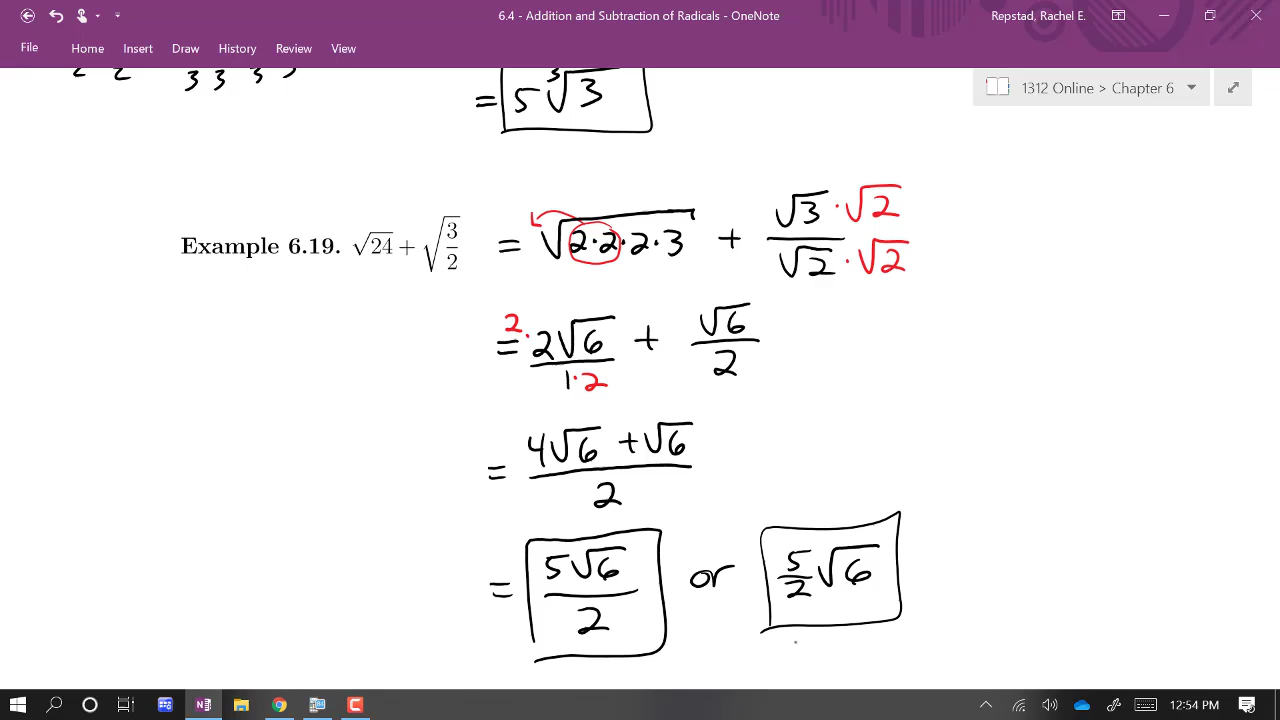 6.4 - Addition and Subtraction of Radicals - OneNote
Repstad, Rachel E.
File Home Insert Draw History Review View
1312 Online > Chapter 6
3 3 3
= 5∛3
Example 6.19. √24 + √(3/2) = √(2·2·2·3) + (√3·√2)/(√2·√2)
= (2·2√6)/(1·2) + √6/2
= (4√6 + √6)/2
= 5√6/2 or 5/2 √6
12:54 PM